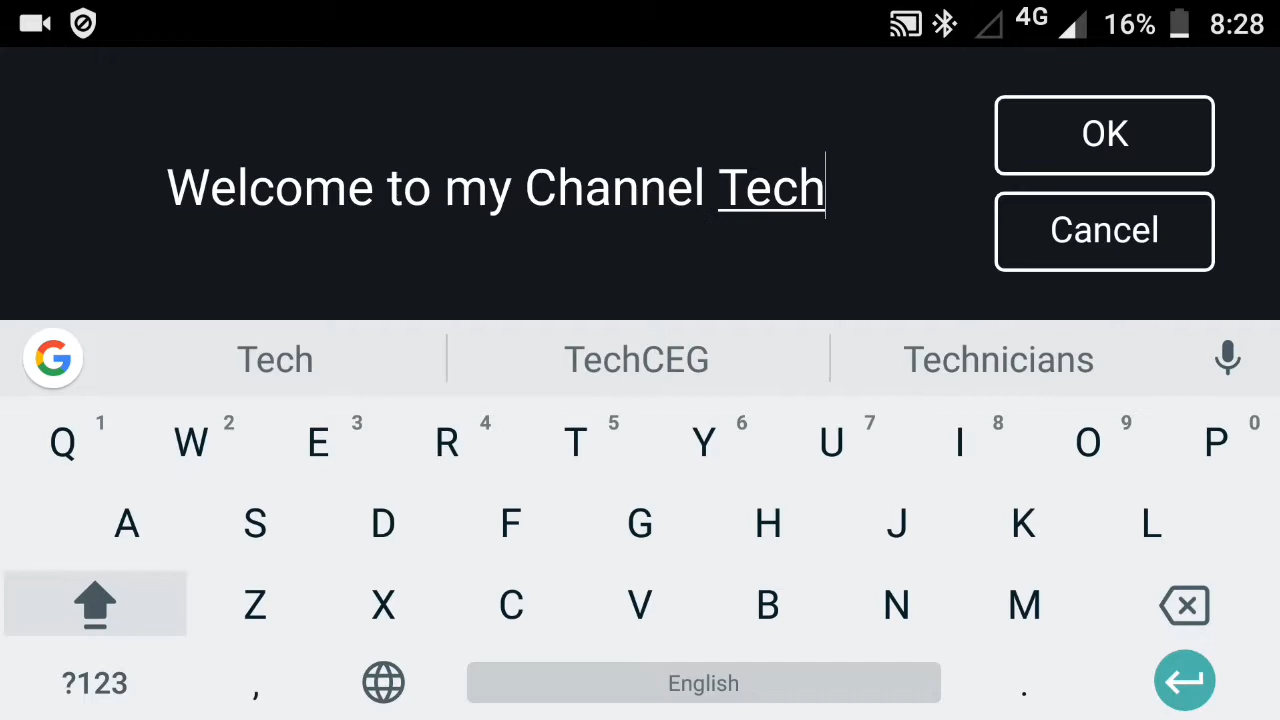 4G 16% 8:28
OK
Welcome to my Channel Tech
Cancel
G Tech TechCEG Technicians
Q 1 W 2 E 3 R 4 T 5 Y 6 U 7 I 8 O 9 P 0
A S D F G H J K L
Z X C V B N M
?123 , English .